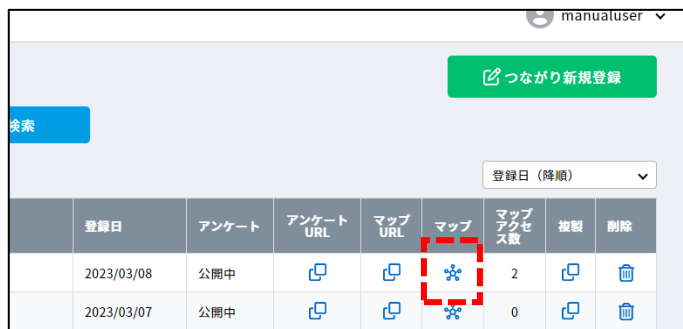 manualuser
つながり新規登録
検索
登録日（降順）
登録日 アンケート アンケート URL マップ URL マップ マップアクセス数 複製 削除
2023/03/08 公開中 2
2023/03/07 公開中 0